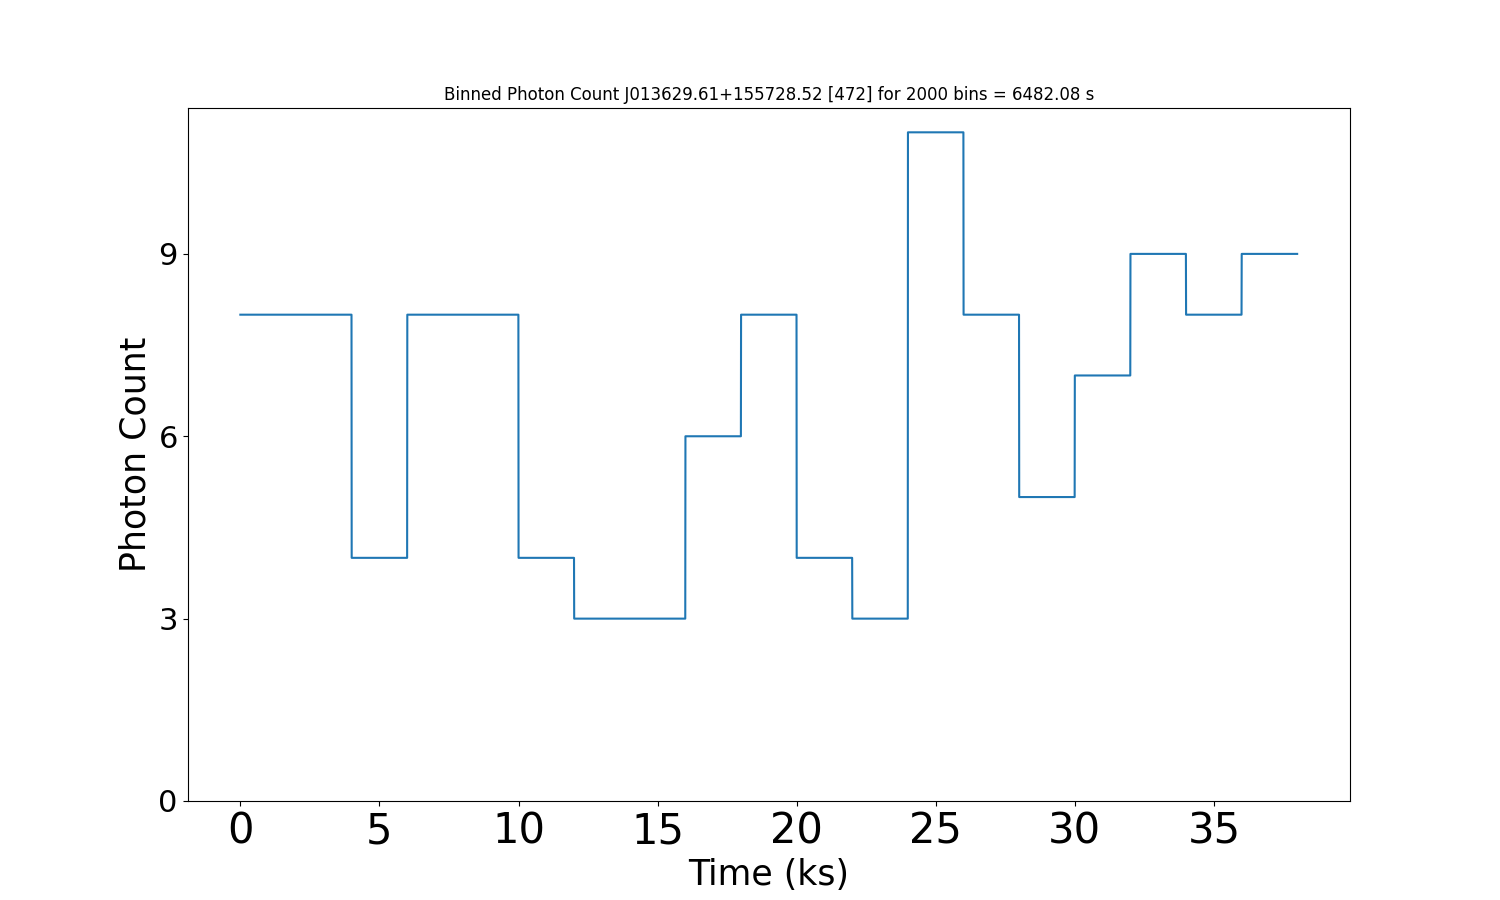 Binned Photon Count J013629.61+155728.52 [472] for 2000 bins = 6482.08 s
Photon Count
9
6
3
0
0 5 10 15 20 25 30 35
Time (ks)